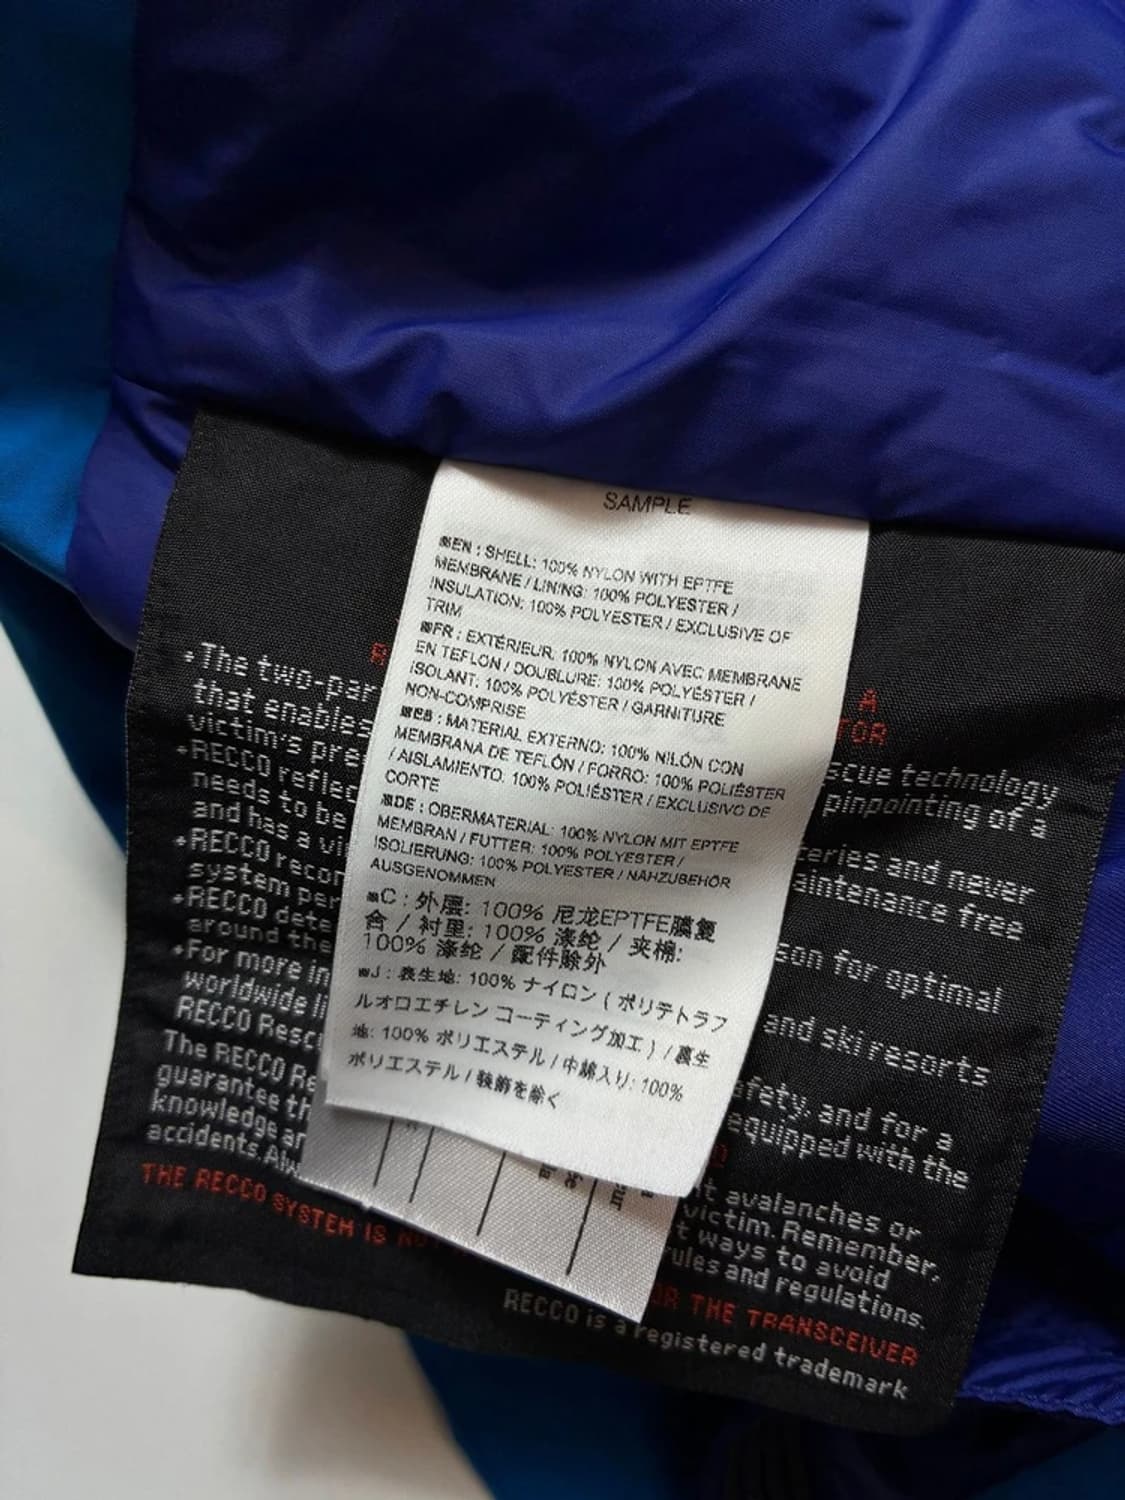 SAMPLE
EN : SHELL: 100% NYLON WITH EPTFE
MEMBRANE / LINING: 100% POLYESTER /
INSULATION: 100% POLYESTER / EXCLUSIVE OF
TRIM
FR : EXTÉRIEUR. 100% NYLON AVEC MEMBRANE
EN TEFLON / DOUBLURE: 100% POLYÉSTER /
ISOLANT: 100% POLYÉSTER / GARNITURE
NON-COMPRISE
ES : MATERIAL EXTERNO: 100% NILÓN CON
MEMBRANA DE TEFLÓN / FORRO: 100% POLIÉSTER
/ AISLAMIENTO. 100% POLIÉSTER / EXCLUSIVO DE
CORTE
DE : OBERMATERIAL: 100% NYLON MIT EPTFE
MEMBRAN / FUTTER: 100% POLYESTER /
ISOLIERUNG: 100% POLYESTER / NAHZUBEHÖR
AUSGENOMMEN
C : 外层: 100% 尼龙EPTFE膜复
合 / 衬里: 100% 涤纶 / 夹棉:
100% 涤纶 / 配件除外
J : 表生地: 100% ナイロン ( ポリテトラフ
ルオロエチレン コーティング加工 ) / 裏生
地: 100% ポリエステル / 中綿入り: 100%
ポリエステル / 装飾を除く
A
The two-par scue technology
that enables pinpointing of a
victim's pre
RECCO reflec teries and never
needs to be aintenance free
and has a vi
RECCO recor son for optimal
system per
RECCO dete and ski resorts
around the
For more in afety, and for a
worldwide li equipped with the
RECCO Resc
The RECCO Re t avalanches or
guarantee th victim. Remember,
knowledge an t ways to avoid
accidents. Alw rules and regulations.
THE RECCO SYSTEM IS NOT OR THE TRANSCEIVER
RECCO is a registered trademark